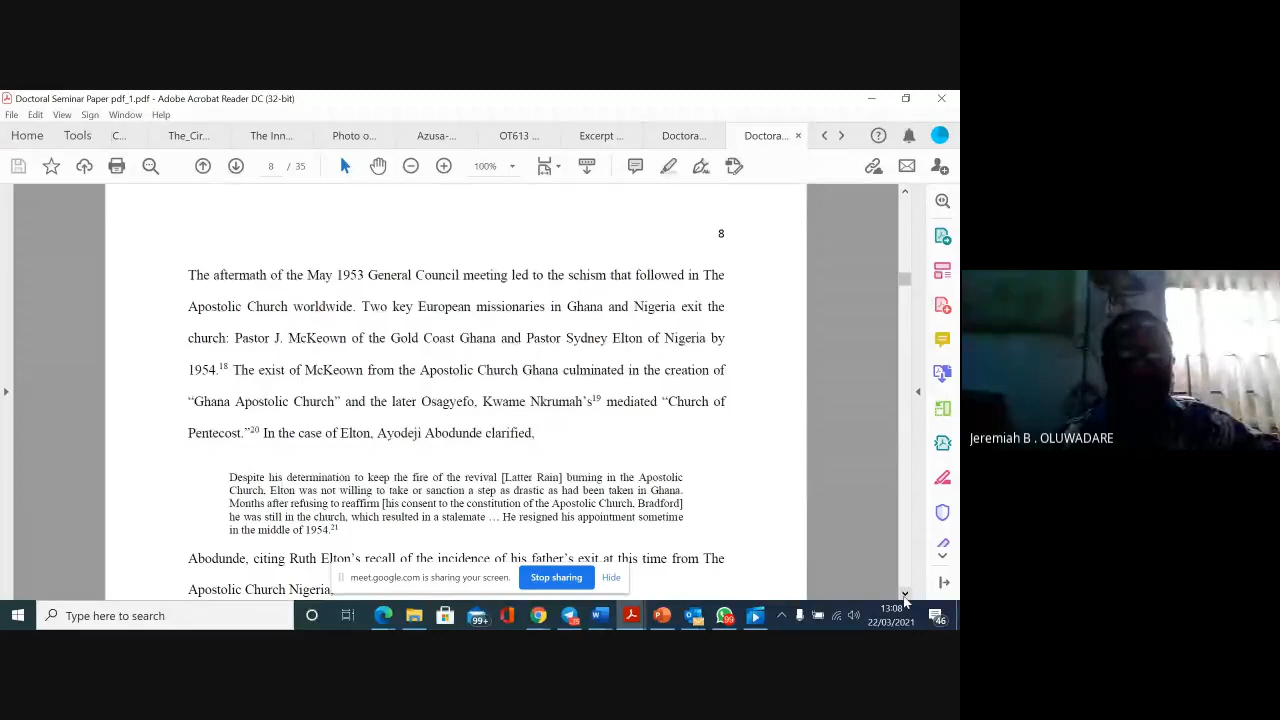 Doctoral Seminar Paper pdf_1.pdf - Adobe Acrobat Reader DC (32-bit)
File Edit View Sign Window Help
Home Tools C... The_Cir... The Inn... Photo o... Azusa-... OT613 ... Excerpt ... Doctora... Doctora... ×
8 / 35 100%
8
The aftermath of the May 1953 General Council meeting led to the schism that followed in The
Apostolic Church worldwide. Two key European missionaries in Ghana and Nigeria exit the
church: Pastor J. McKeown of the Gold Coast Ghana and Pastor Sydney Elton of Nigeria by
1954.18 The exist of McKeown from the Apostolic Church Ghana culminated in the creation of
“Ghana Apostolic Church” and the later Osagyefo, Kwame Nkrumah’s19 mediated “Church of
Pentecost.”20 In the case of Elton, Ayodeji Abodunde clarified,
Despite his determination to keep the fire of the revival [Latter Rain] burning in the Apostolic
Church, Elton was not willing to take or sanction a step as drastic as had been taken in Ghana.
Months after refusing to reaffirm [his consent to the constitution of the Apostolic Church, Bradford]
he was still in the church, which resulted in a stalemate … He resigned his appointment sometime
in the middle of 1954.21
Abodunde, citing Ruth Elton’s recall of the incidence of his father’s exit at this time from The
Apostolic Church Nigeria,
meet.google.com is sharing your screen. Stop sharing Hide
Jeremiah B . OLUWADARE
Type here to search
99+
99
13:08
22/03/2021
46